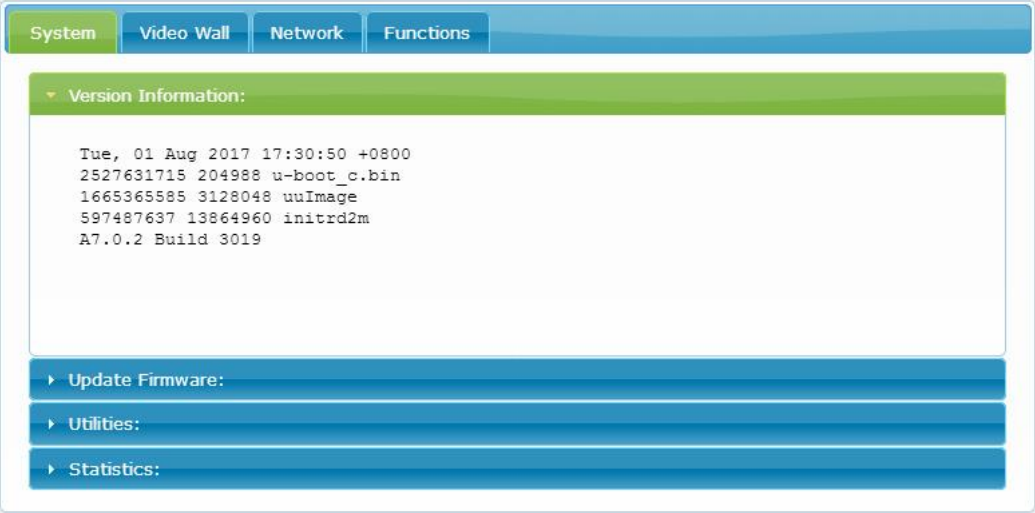 System Video Wall Network Functions
Version Information:
Tue, 01 Aug 2017 17:30:50 +0800
2527631715 204988 u-boot_c.bin
1665365585 3128048 uuImage
597487637 13864960 initrd2m
A7.0.2 Build 3019
Update Firmware:
Utilities:
Statistics: